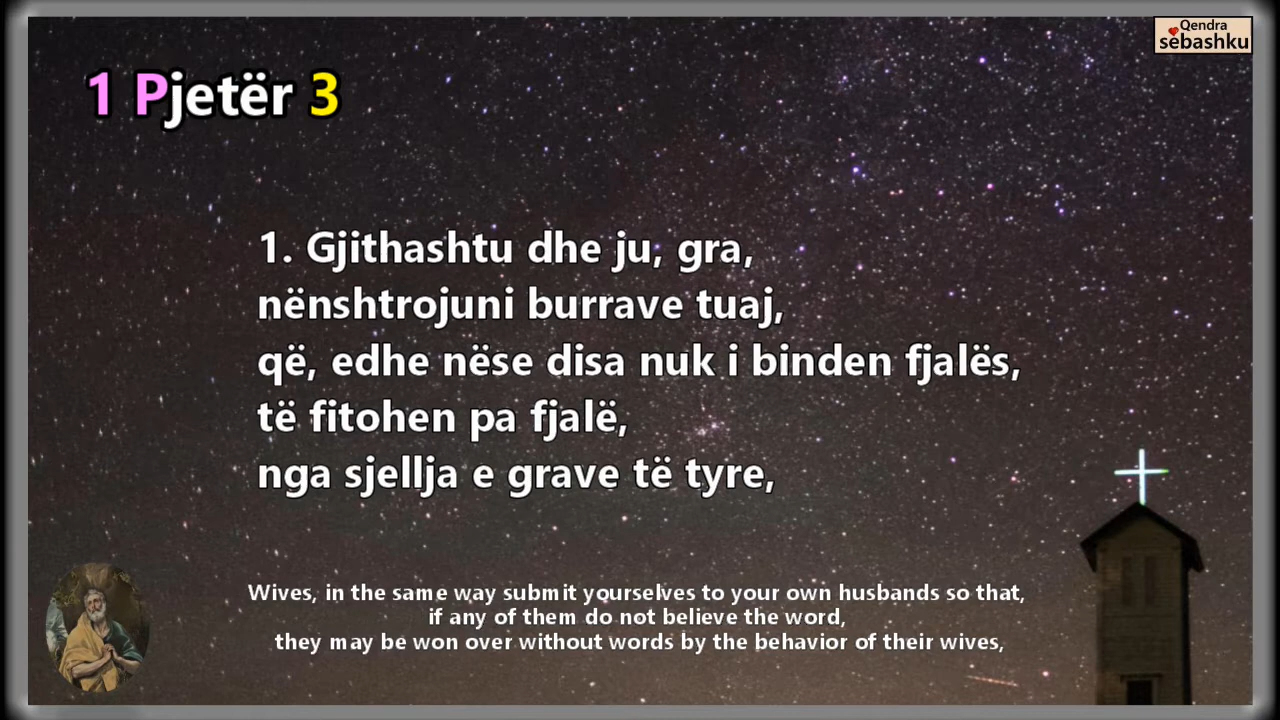 Qendra
sëbashku
1 Pjetër 3
1. Gjithashtu dhe ju, gra,
nënshtrojuni burrave tuaj,
që, edhe nëse disa nuk i binden fjalës,
të fitohen pa fjalë,
nga sjellja e grave të tyre,
Wives, in the same way submit yourselves to your own husbands so that,
if any of them do not believe the word,
they may be won over without words by the behavior of their wives,